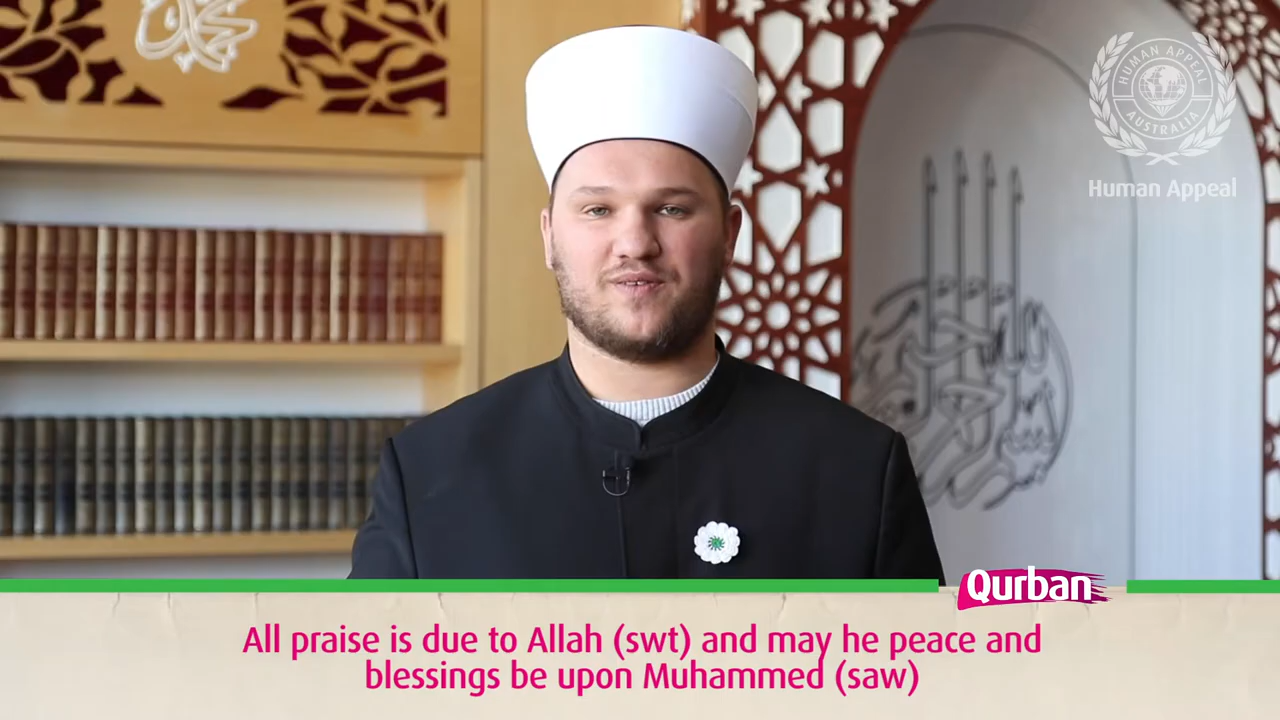 محمد
HUMAN APPEAL
AUSTRALIA
Human Appeal
Qurban
All praise is due to Allah (swt) and may he peace and
blessings be upon Muhammed (saw)